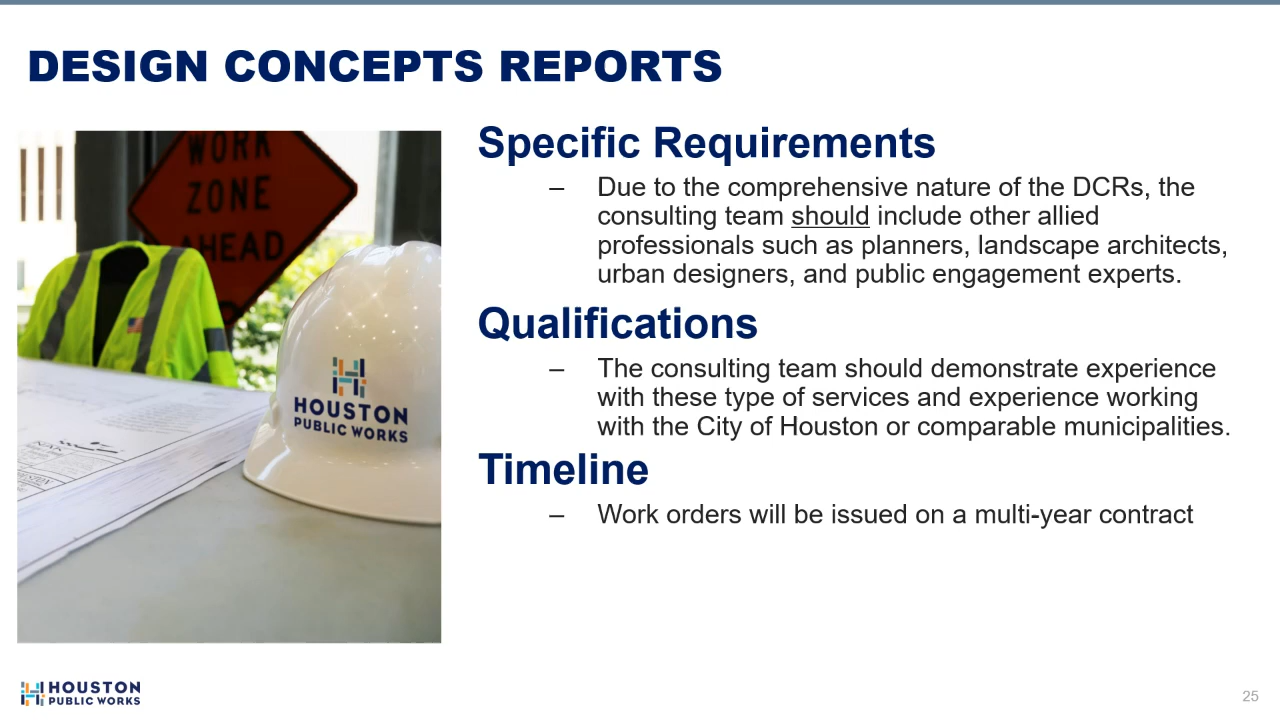 DESIGN CONCEPTS REPORTS
WORK
ZONE
AHEAD
HOUSTON
PUBLIC WORKS
Specific Requirements
– Due to the comprehensive nature of the DCRs, the
consulting team should include other allied
professionals such as planners, landscape architects,
urban designers, and public engagement experts.
Qualifications
– The consulting team should demonstrate experience
with these type of services and experience working
with the City of Houston or comparable municipalities.
Timeline
– Work orders will be issued on a multi-year contract
HOUSTON
PUBLIC WORKS
25